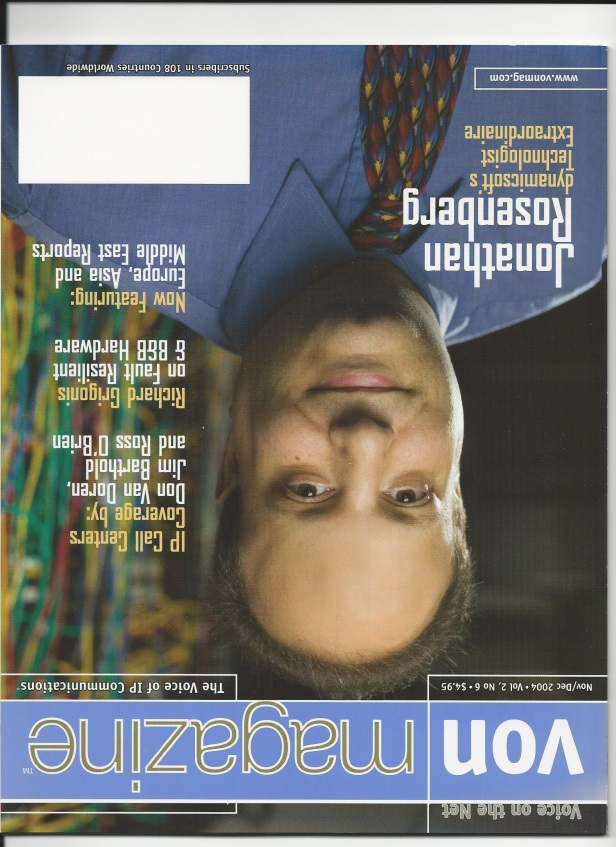 Voice on the Net
von magazine™
Nov/Dec 2004 • Vol 2, No 6 • $4.95
The Voice of IP Communications
IP Call Centers
Coverage by:
Don Van Doren,
Jim Barthold
and Ross O'Brien
Richard Grigonis
on Fault Resilient
& B&B Hardware
Now Featuring:
Europe, Asia and
Middle East Reports
Jonathan
Rosenberg
dynamicsoft's
Technologist
Extraordinaire
www.vonmag.com
Subscribers in 108 Countries Worldwide